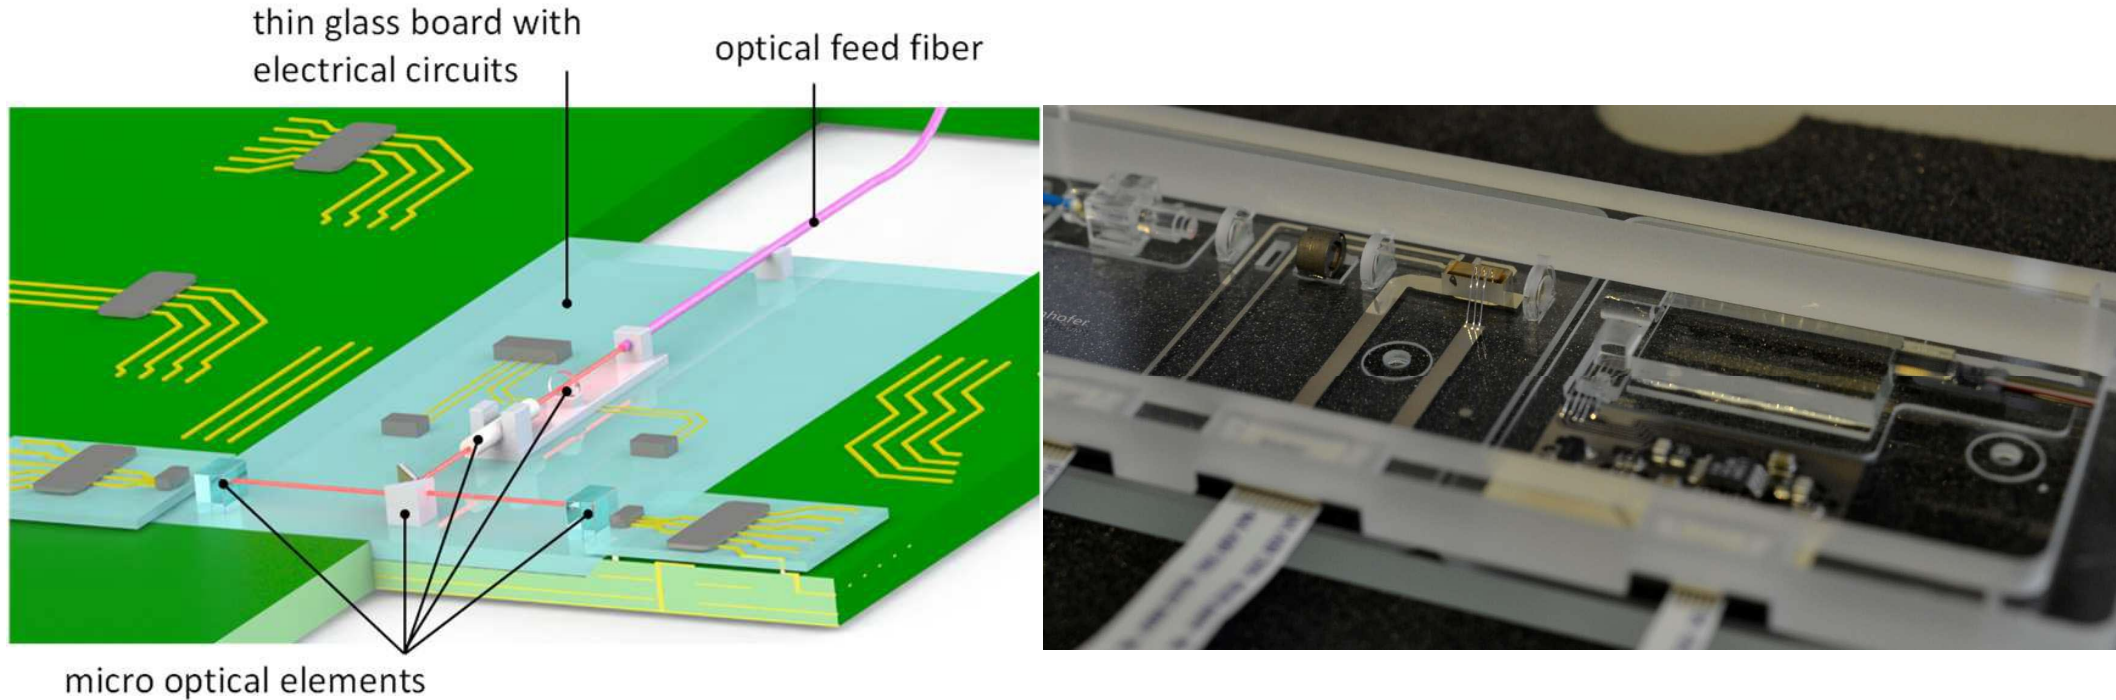 thin glass board with
electrical circuits
optical feed fiber
micro optical elements